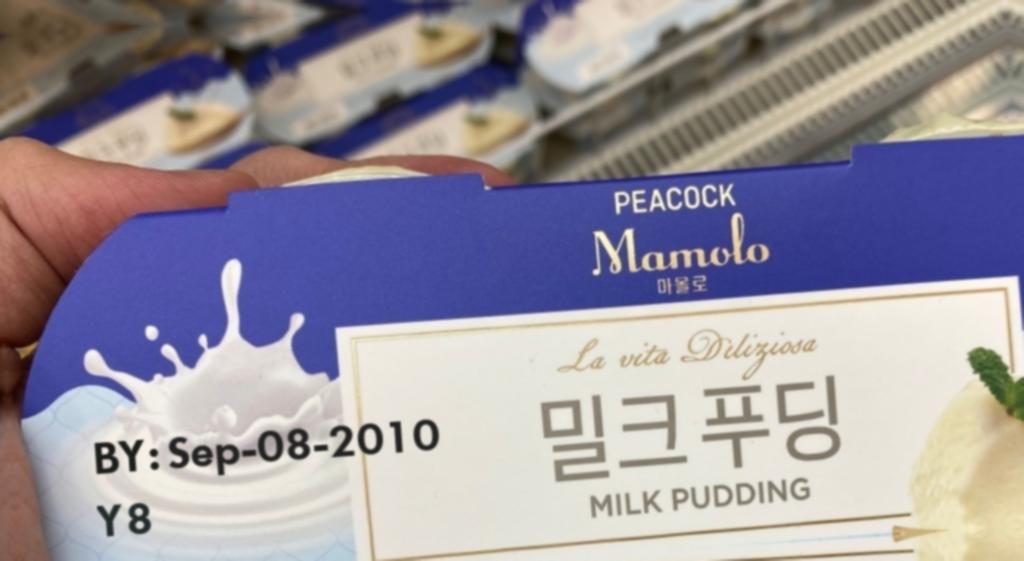 PEACOCK
Mamolo
마몰로
La vita Diliziosa
밀크푸딩
MILK PUDDING
BY: Sep-08-2010
Y8